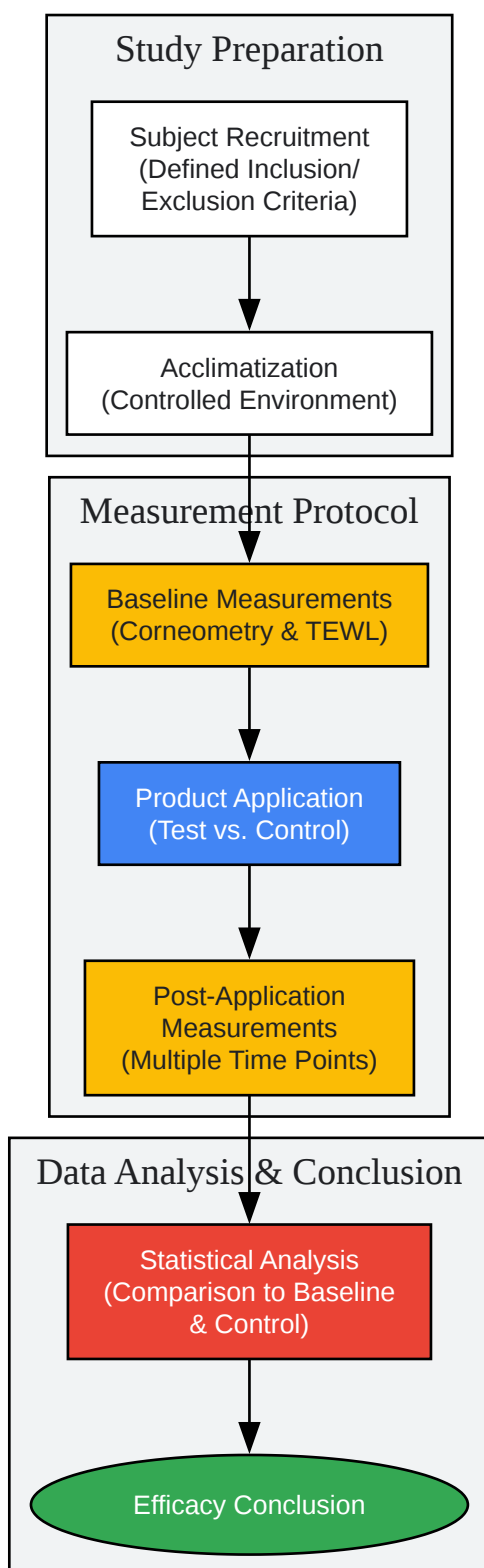 Study Preparation
Subject Recruitment
(Defined Inclusion/
Exclusion Criteria)
Acclimatization
(Controlled Environment)
Measurement Protocol
Baseline Measurements
(Corneometry & TEWL)
Product Application
(Test vs. Control)
Post-Application
Measurements
(Multiple Time Points)
Data Analysis & Conclusion
Statistical Analysis
(Comparison to Baseline
& Control)
Efficacy Conclusion